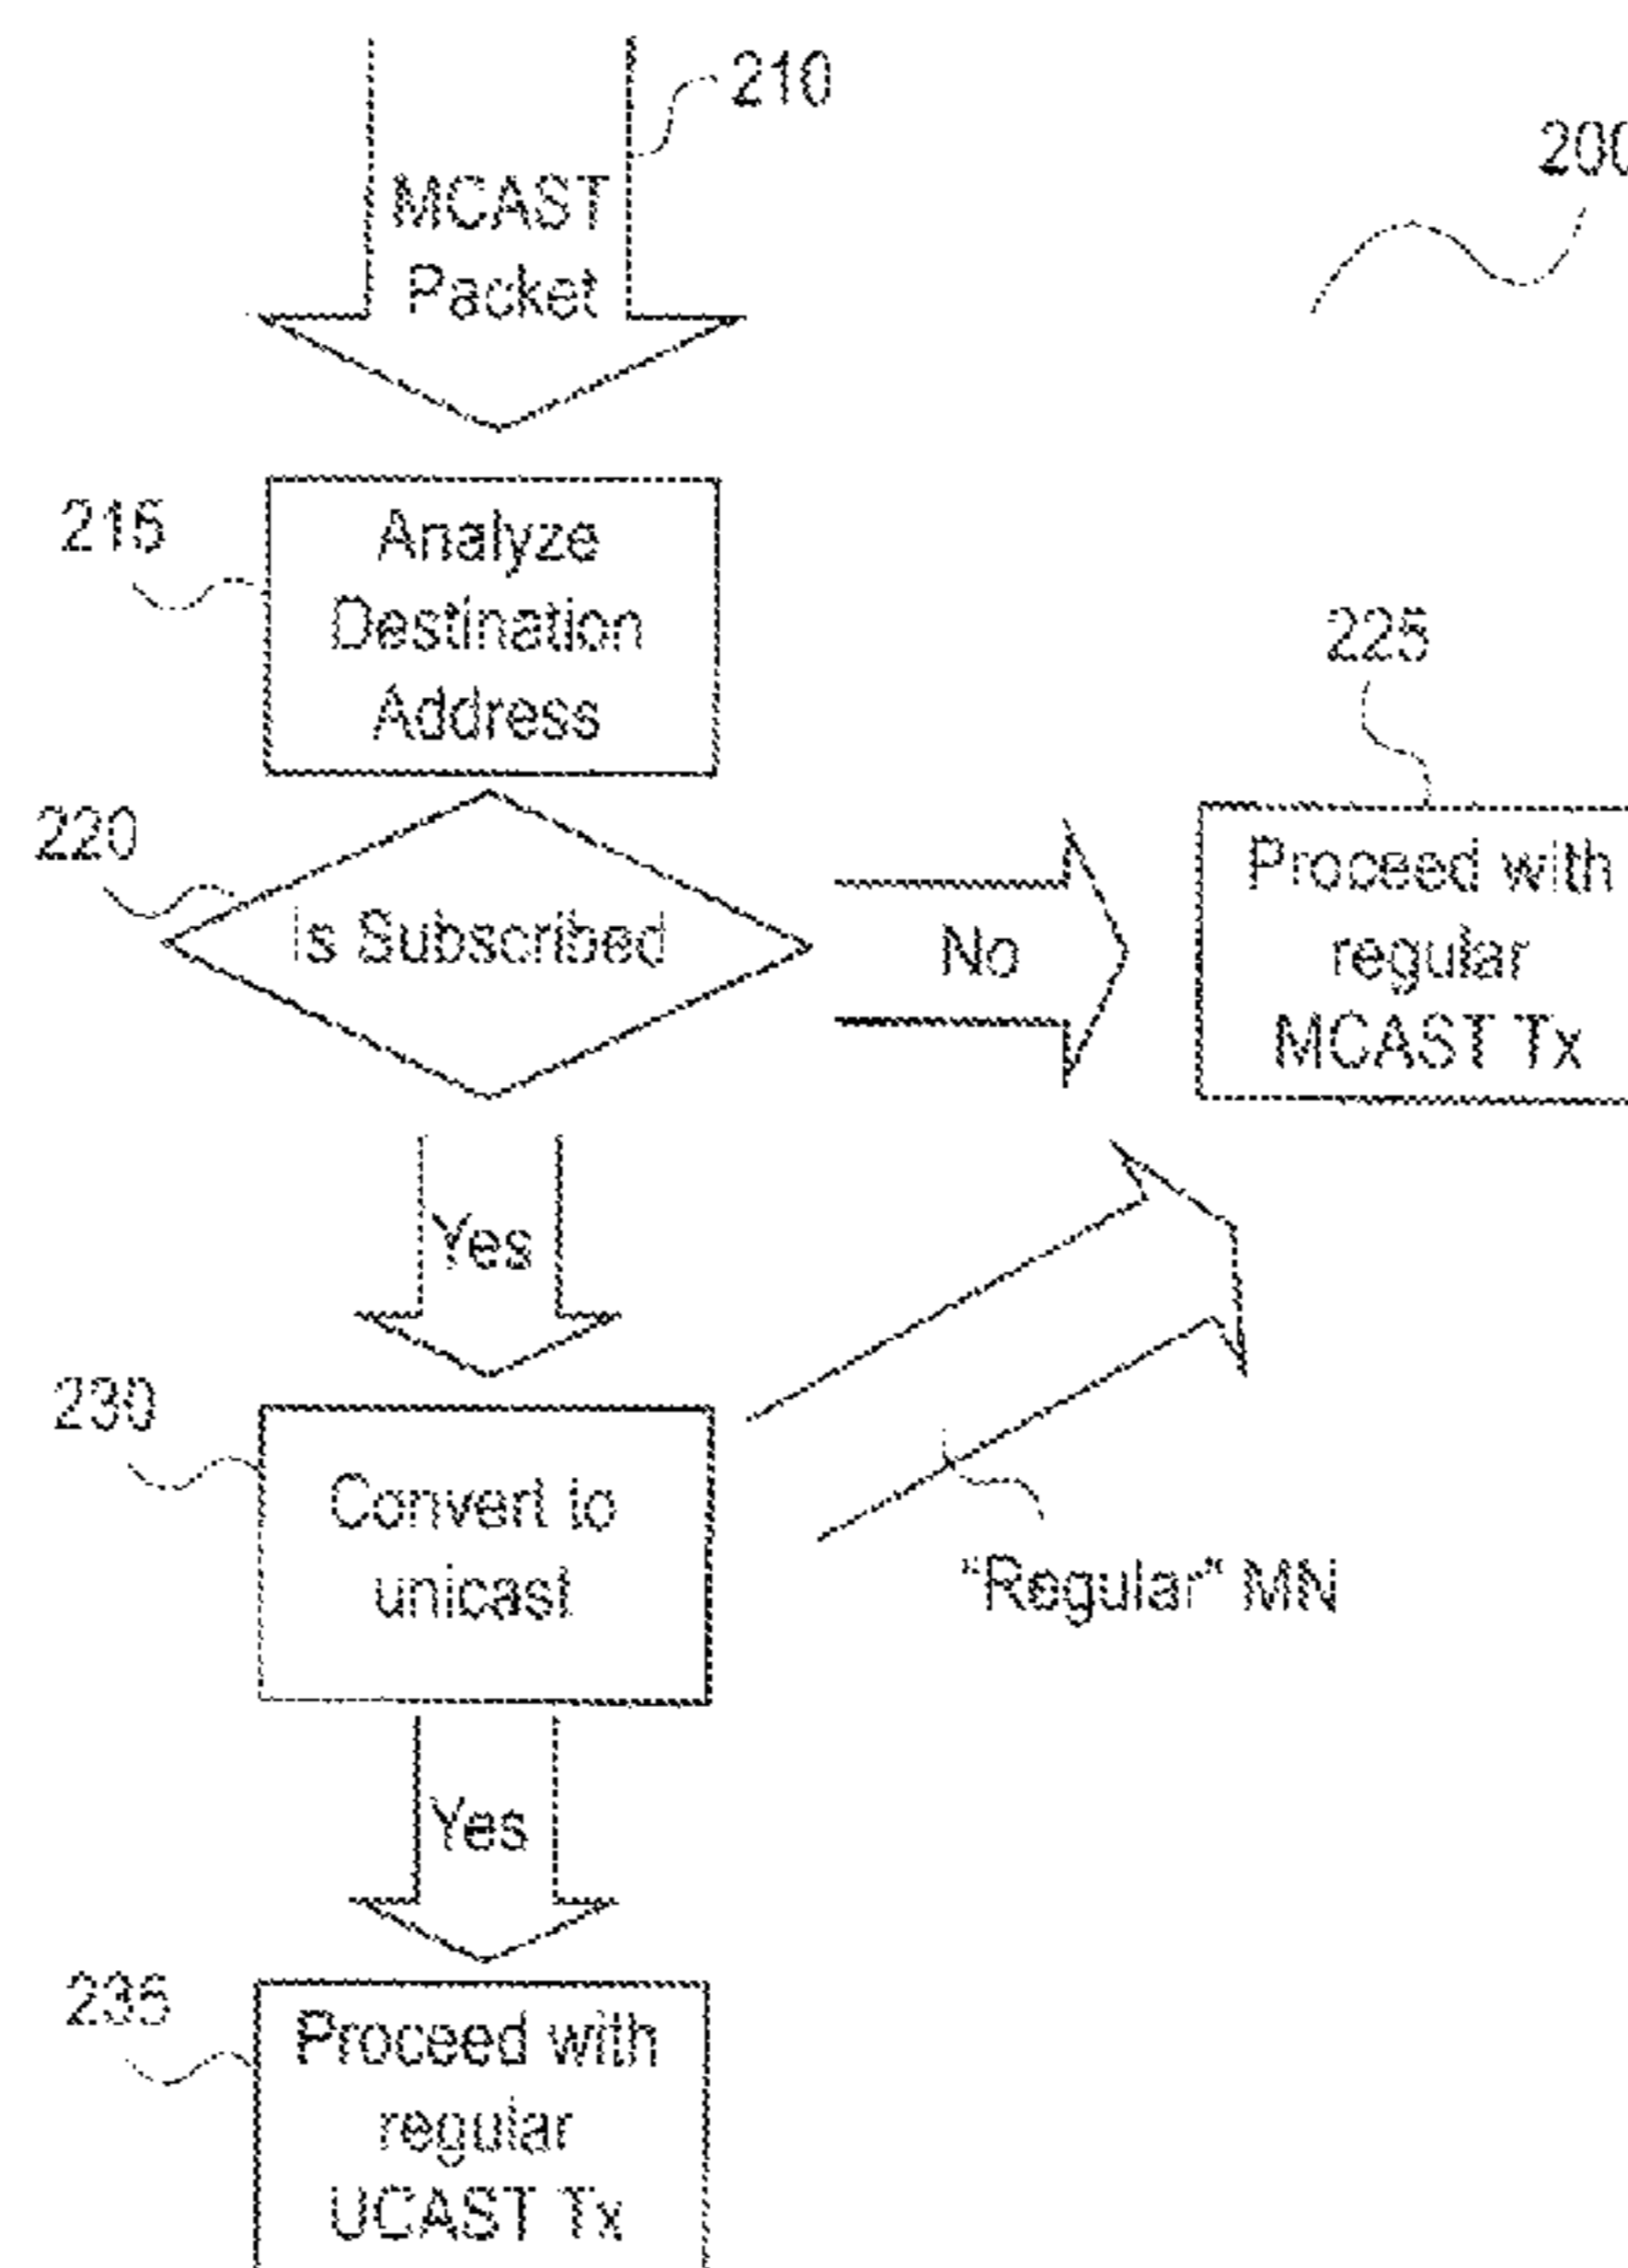 210
200
MCAST
Packet
215
Analyze
Destination
Address
225
220
Is Subscribed
No
Proceed with
regular
MCAST Tx
Yes
230
Convert to
unicast
"Regular" MN
Yes
235
Proceed with
regular
UCAST Tx